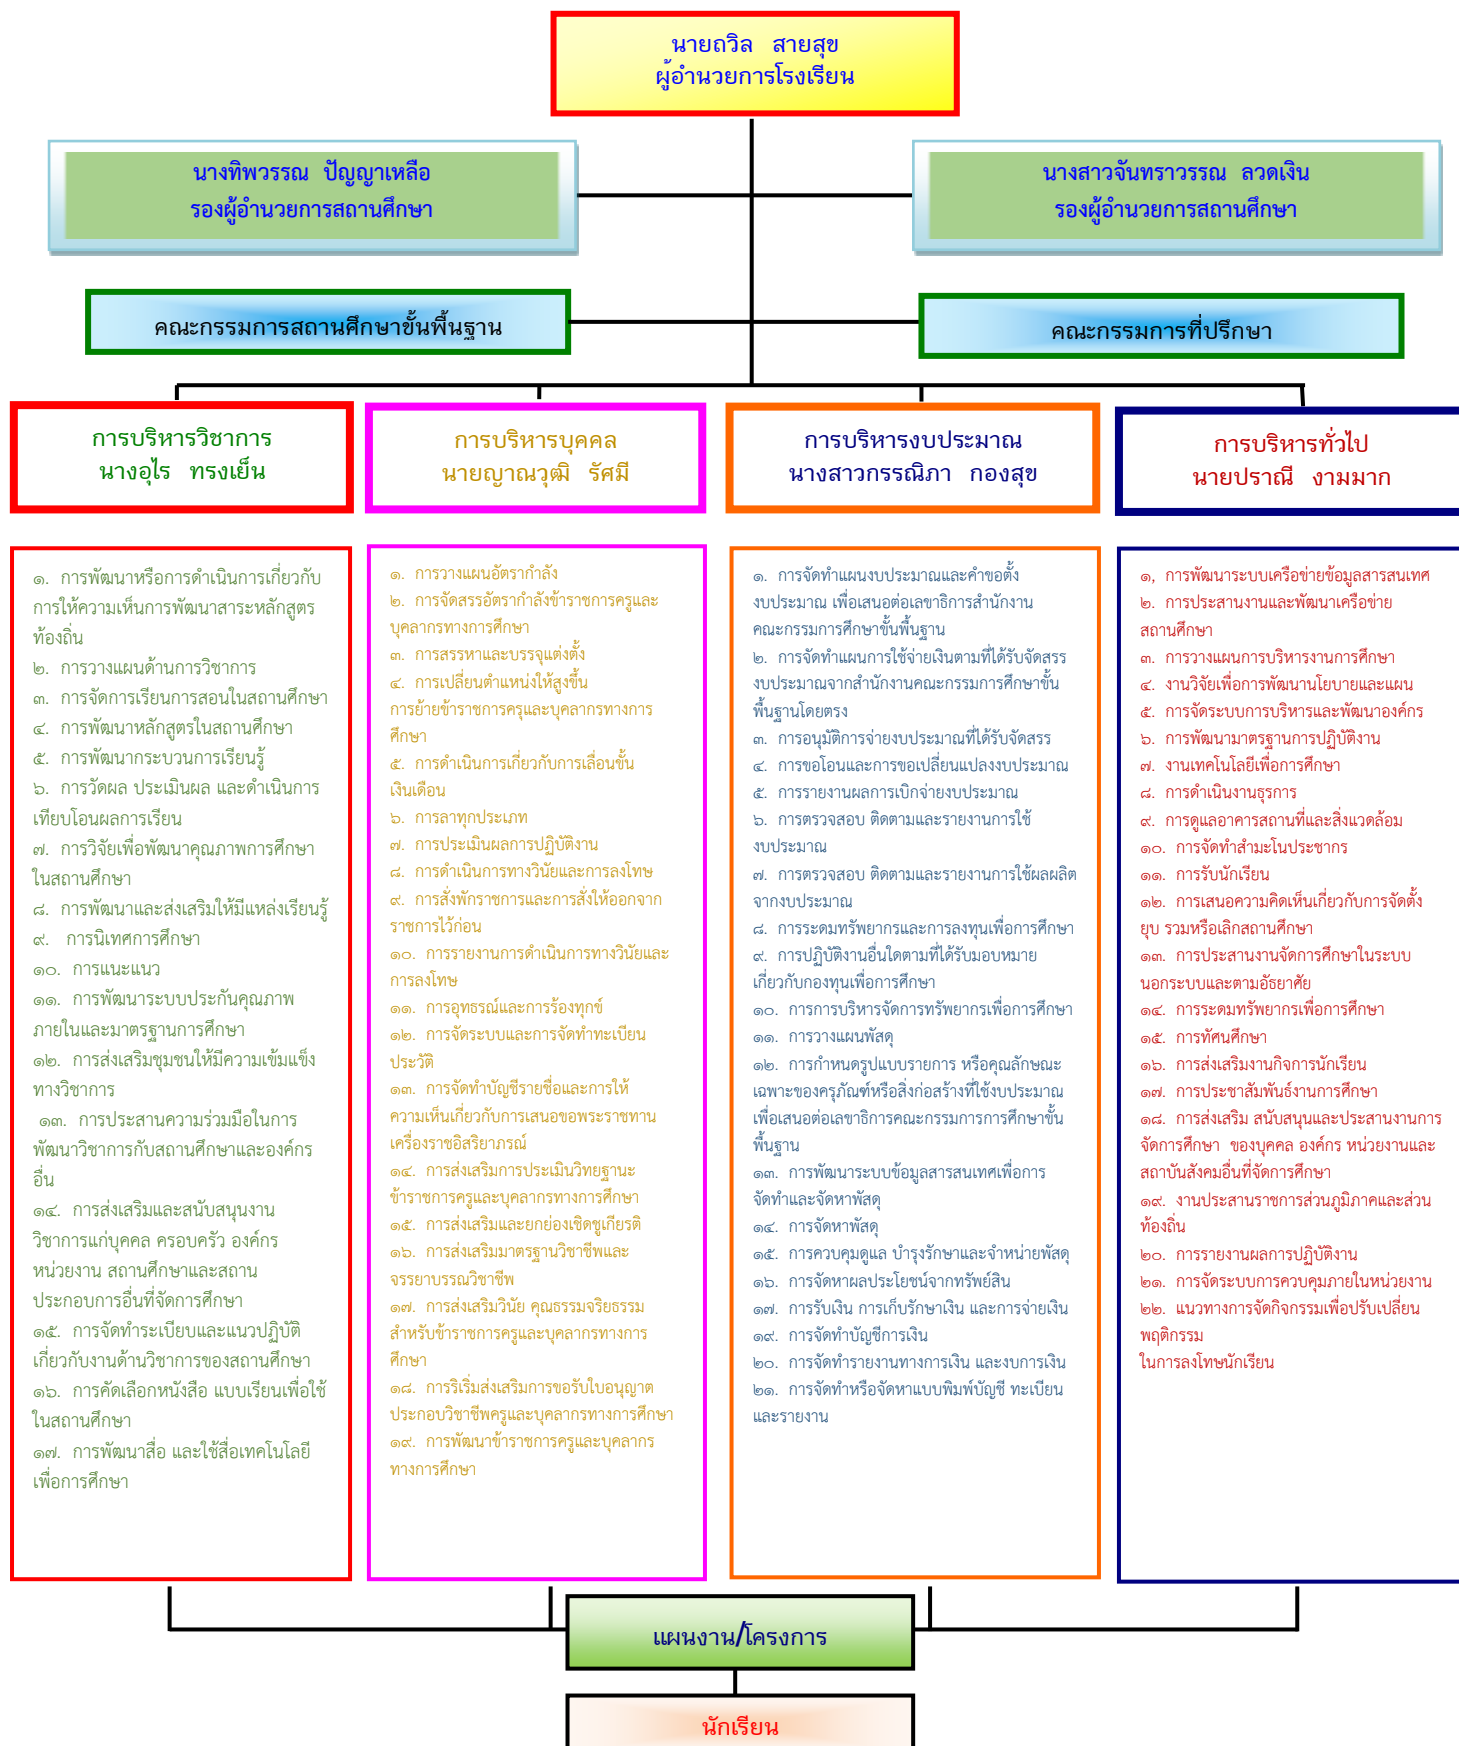 นายถวิล สายสุข
ผู้อำนวยการโรงเรียน
นางทิพวรรณ ปัญญาเหลือ
รองผู้อำนวยการสถานศึกษา
นางสาวจันทราวรรณ ลวดเงิน
รองผู้อำนวยการสถานศึกษา
คณะกรรมการสถานศึกษาขั้นพื้นฐาน
คณะกรรมการที่ปรึกษา
การบริหารวิชาการ
นางอุไร ทรงเย็น
การบริหารบุคคล
นายญาณวุฒิ รัศมี
การบริหารงบประมาณ
นางสาวกรรณิภา กองสุข
การบริหารทั่วไป
นายปราณี งามมาก
๑. การพัฒนาหรือการดำเนินการเกี่ยวกับ
การให้ความเห็นการพัฒนาสาระหลักสูตร
ท้องถิ่น
๒. การวางแผนด้านการวิชาการ
๓. การจัดการเรียนการสอนในสถานศึกษา
๔. การพัฒนาหลักสูตรในสถานศึกษา
๕. การพัฒนากระบวนการเรียนรู้
๖. การวัดผล ประเมินผล และดำเนินการ
เทียบโอนผลการเรียน
๗. การวิจัยเพื่อพัฒนาคุณภาพการศึกษา
ในสถานศึกษา
๘. การพัฒนาและส่งเสริมให้มีแหล่งเรียนรู้
๙. การนิเทศการศึกษา
๑๐. การแนะแนว
๑๑. การพัฒนาระบบประกันคุณภาพ
ภายในและมาตรฐานการศึกษา
๑๒. การส่งเสริมชุมชนให้มีความเข้มแข็ง
ทางวิชาการ
๑๓. การประสานความร่วมมือในการ
พัฒนาวิชาการกับสถานศึกษาและองค์กร
อื่น
๑๔. การส่งเสริมและสนับสนุนงาน
วิชาการแก่บุคคล ครอบครัว องค์กร
หน่วยงาน สถานศึกษาและสถาน
ประกอบการอื่นที่จัดการศึกษา
๑๕. การจัดทำระเบียบและแนวปฏิบัติ
เกี่ยวกับงานด้านวิชาการของสถานศึกษา
๑๖. การคัดเลือกหนังสือ แบบเรียนเพื่อใช้
ในสถานศึกษา
๑๗. การพัฒนาสื่อ และใช้สื่อเทคโนโลยี
เพื่อการศึกษา
๑. การวางแผนอัตรากำลัง
๒. การจัดสรรอัตรากำลังข้าราชการครูและ
บุคลากรทางการศึกษา
๓. การสรรหาและบรรจุแต่งตั้ง
๔. การเปลี่ยนตำแหน่งให้สูงขึ้น
การย้ายข้าราชการครุและบุคลากรทางการ
ศึกษา
๕. การดำเนินการเกี่ยวกับการเลื่อนขั้น
เงินเดือน
๖. การลาทุกประเภท
๗. การประเมินผลการปฏิบัติงาน
๘. การดำเนินการทางวินัยและการลงโทษ
๙. การสั่งพักราชการและการสั่งให้ออกจาก
ราชการไว้ก่อน
๑๐. การรายงานการดำเนินการทางวินัยและ
การลงโทษ
๑๑. การอุทธรณ์และการร้องทุกข์
๑๒. การจัดระบบและการจัดทำทะเบียน
ประวัติ
๑๓. การจัดทำบัญชีรายชื่อและการให้
ความเห็นเกี่ยวกับการเสนอขอพระราชทาน
เครื่องราชอิสริยาภรณ์
๑๔. การส่งเสริมการประเมินวิทยฐานะ
ข้าราชการครูและบุคลากรทางการศึกษา
๑๕. การส่งเสริมและยกย่องเชิดชูเกียรติ
๑๖. การส่งเสริมมาตรฐานวิชาชีพและ
จรรยาบรรณวิชาชีพ
๑๗. การส่งเสริมวินัย คุณธรรมจริยธรรม
สำหรับข้าราชการครูและบุคลากรทางการ
ศึกษา
๑๘. การริเริ่มส่งเสริมการขอรับใบอนุญาต
ประกอบวิชาชีพครูและบุคลากรทางการศึกษา
๑๙. การพัฒนาข้าราชการครูและบุคลากร
ทางการศึกษา
๑. การจัดทำแผนงบประมาณและคำขอตั้ง
งบประมาณ เพื่อเสนอต่อเลขาธิการสำนักงาน
คณะกรรมการศึกษาขั้นพื้นฐาน
๒. การจัดทำแผนการใช้จ่ายเงินตามที่ได้รับจัดสรร
งบประมาณจากสำนักงานคณะกรรมการศึกษาขั้น
พื้นฐานโดยตรง
๓. การอนุมัติการจ่ายงบประมาณที่ได้รับจัดสรร
๔. การขอโอนและการขอเปลี่ยนแปลงงบประมาณ
๕. การรายงานผลการเบิกจ่ายงบประมาณ
๖. การตรวจสอบ ติดตามและรายงานการใช้
งบประมาณ
๗. การตรวจสอบ ติดตามและรายงานการใช้ผลผลิต
จากงบประมาณ
๘. การระดมทรัพยากรและการลงทุนเพื่อการศึกษา
๙. การปฏิบัติงานอื่นใดตามที่ได้รับมอบหมาย
เกี่ยวกับกองทุนเพื่อการศึกษา
๑๐. การการบริหารจัดการทรัพยากรเพื่อการศึกษา
๑๑. การวางแผนพัสดุ
๑๒. การกำหนดรูปแบบรายการ หรือคุณลักษณะ
เฉพาะของครุภัณฑ์หรือสิ่งก่อสร้างที่ใช้งบประมาณ
เพื่อเสนอต่อเลขาธิการคณะกรรมการการศึกษาขั้น
พื้นฐาน
๑๓. การพัฒนาระบบข้อมูลสารสนเทศเพื่อการ
จัดทำและจัดหาพัสดุ
๑๔. การจัดหาพัสดุ
๑๕. การควบคุมดูแล บำรุงรักษาและจำหน่ายพัสดุ
๑๖. การจัดหาผลประโยชน์จากทรัพย์สิน
๑๗. การรับเงิน การเก็บรักษาเงิน และการจ่ายเงิน
๑๙. การจัดทำบัญชีการเงิน
๒๐. การจัดทำรายงานทางการเงิน และงบการเงิน
๒๑. การจัดทำหรือจัดหาแบบพิมพ์บัญชี ทะเบียน
และรายงาน
๑, การพัฒนาระบบเครือข่ายข้อมูลสารสนเทศ
๒. การประสานงานและพัฒนาเครือข่าย
สถานศึกษา
๓. การวางแผนการบริหารงานการศึกษา
๔. งานวิจัยเพื่อการพัฒนานโยบายและแผน
๕. การจัดระบบการบริหารและพัฒนาองค์กร
๖. การพัฒนามาตรฐานการปฏิบัติงาน
๗. งานเทคโนโลยีเพื่อการศึกษา
๘. การดำเนินงานธุรการ
๙. การดูแลอาคารสถานที่และสิ่งแวดล้อม
๑๐. การจัดทำสำมะโนประชากร
๑๑. การรับนักเรียน
๑๒. การเสนอความคิดเห็นเกี่ยวกับการจัดตั้ง
ยุบ รวมหรือเลิกสถานศึกษา
๑๓. การประสานงานจัดการศึกษาในระบบ
นอกระบบและตามอัธยาศัย
๑๔. การระดมทรัพยากรเพื่อการศึกษา
๑๕. การทัศนศึกษา
๑๖. การส่งเสริมงานกิจการนักเรียน
๑๗. การประชาสัมพันธ์งานการศึกษา
๑๘. การส่งเสริม สนับสนุนและประสานงานการ
จัดการศึกษา ของบุคคล องค์กร หน่วยงานและ
สถาบันสังคมอื่นที่จัดการศึกษา
๑๙. งานประสานราชการส่วนภูมิภาคและส่วน
ท้องถิ่น
๒๐. การรายงานผลการปฏิบัติงาน
๒๑. การจัดระบบการควบคุมภายในหน่วยงาน
๒๒. แนวทางการจัดกิจกรรมเพื่อปรับเปลี่ยน
พฤติกรรม
ในการลงโทษนักเรียน
แผนงาน/โครงการ
นักเรียน